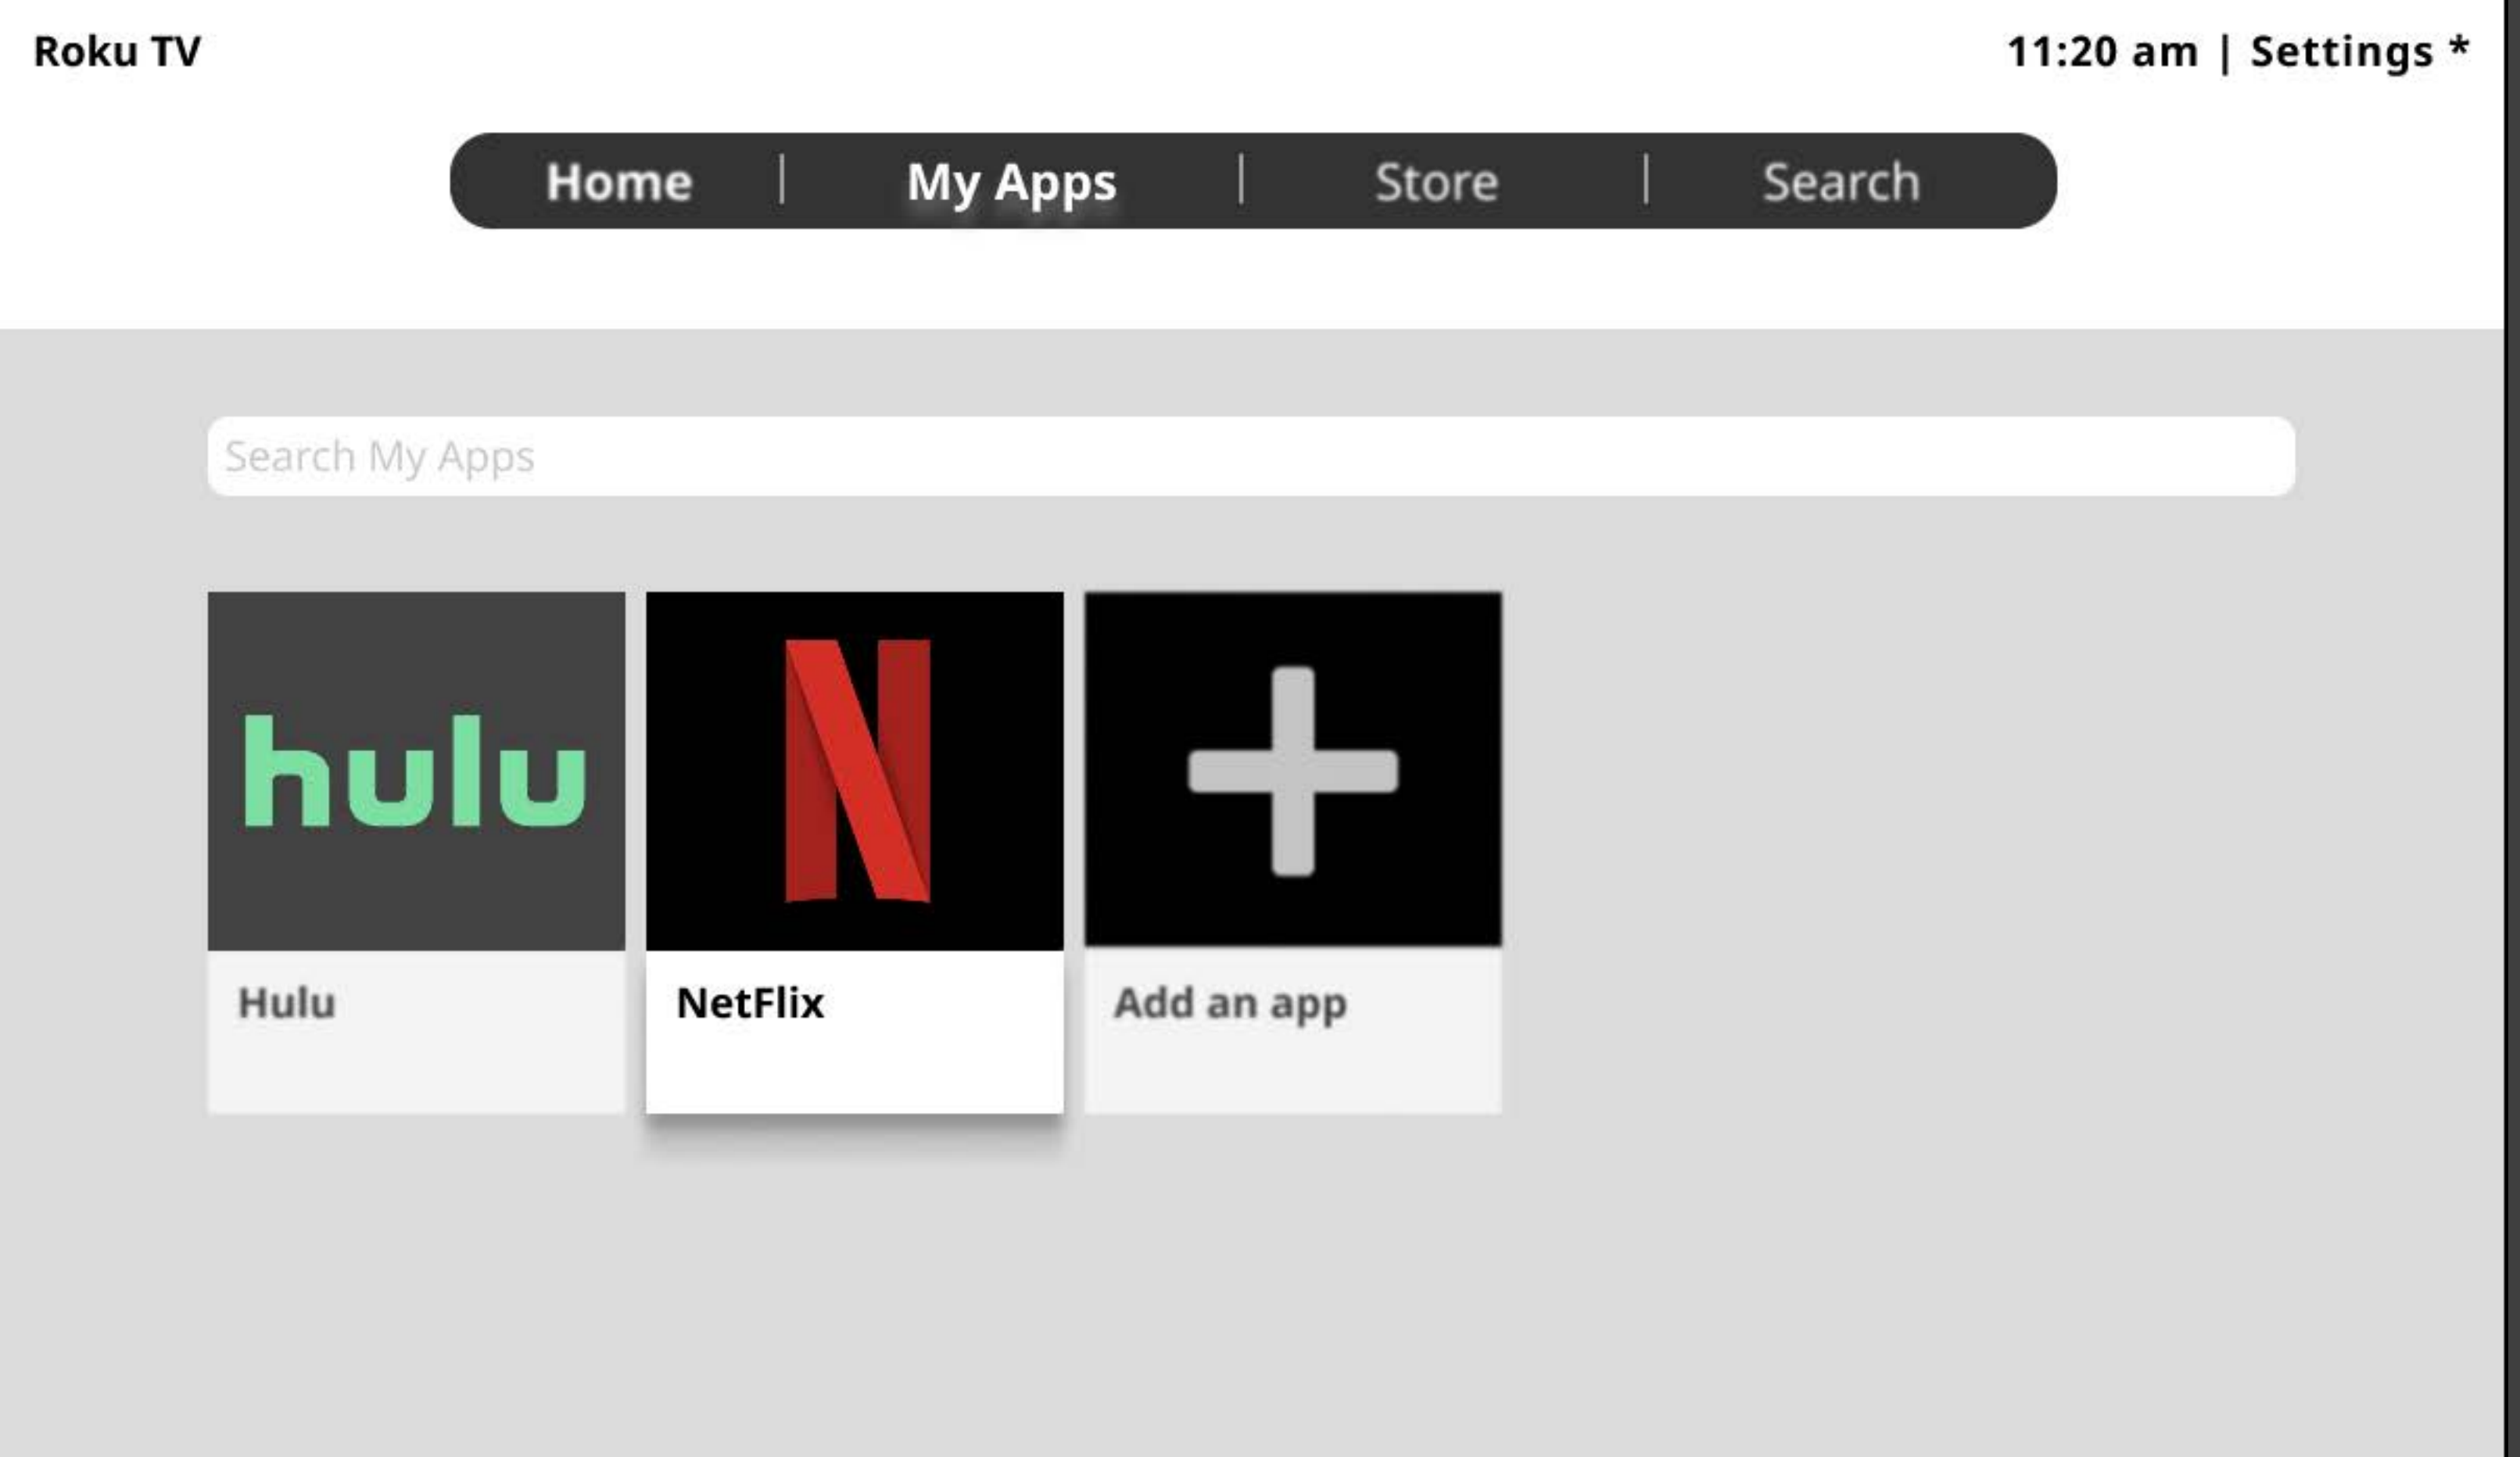 Roku TV
11:20 am | Settings *
Home | My Apps | Store | Search
Search My Apps
hulu
N
Hulu
NetFlix
Add an app